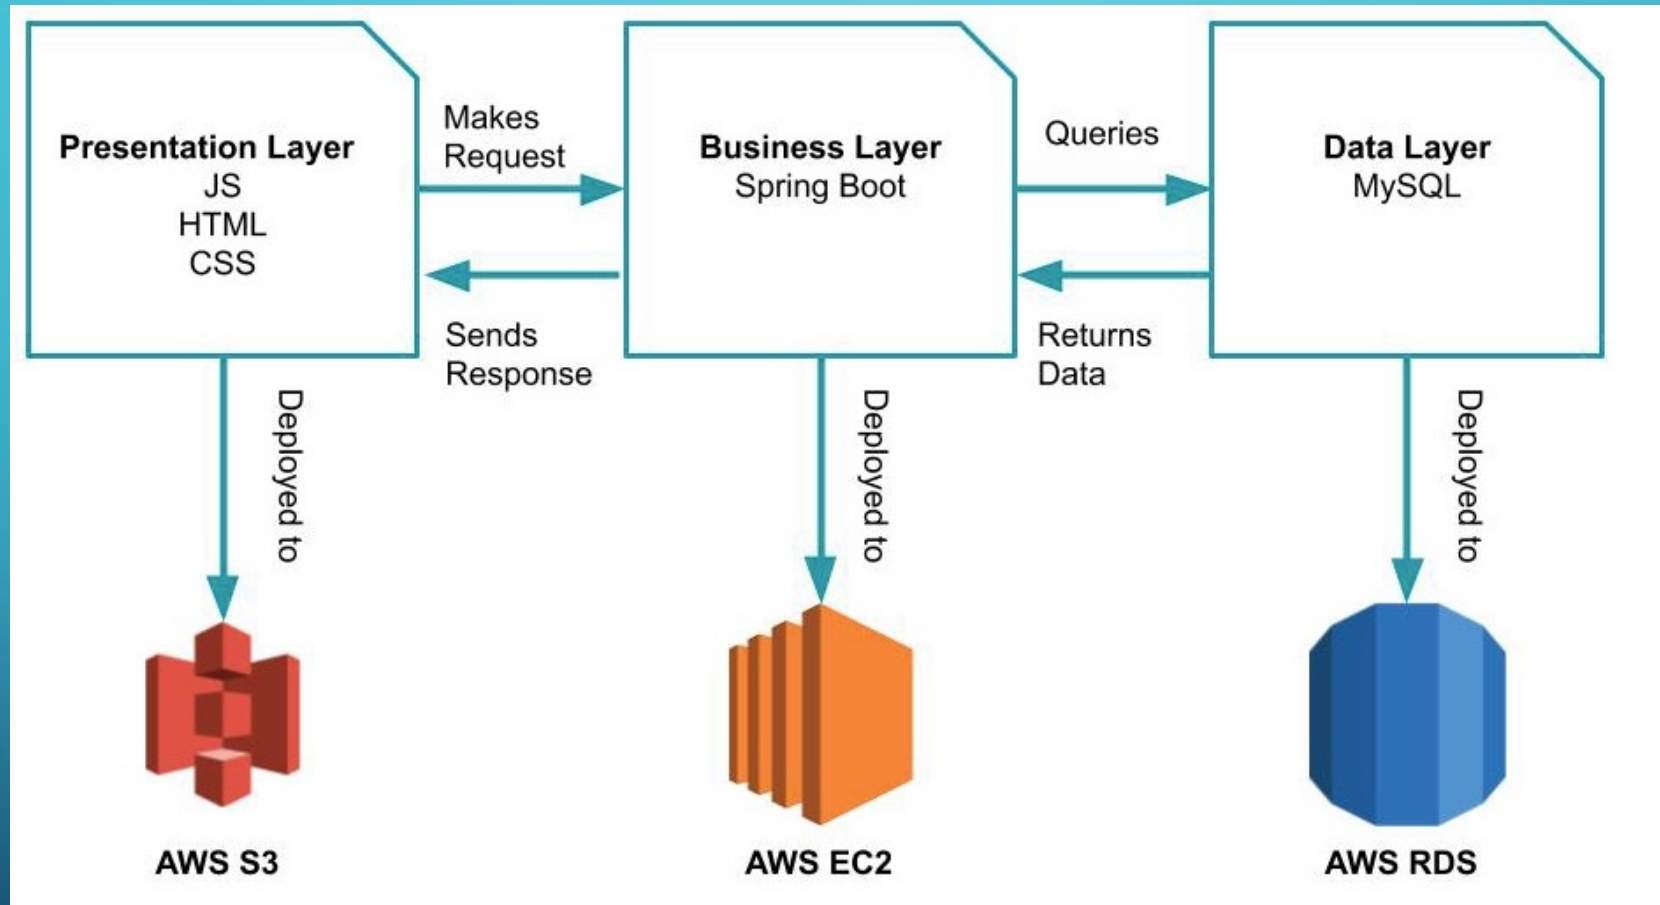 Presentation Layer
JS
HTML
CSS
Makes
Request
Sends
Response
Business Layer
Spring Boot
Queries
Returns
Data
Data Layer
MySQL
Deployed to
Deployed to
Deployed to
AWS S3
AWS EC2
AWS RDS